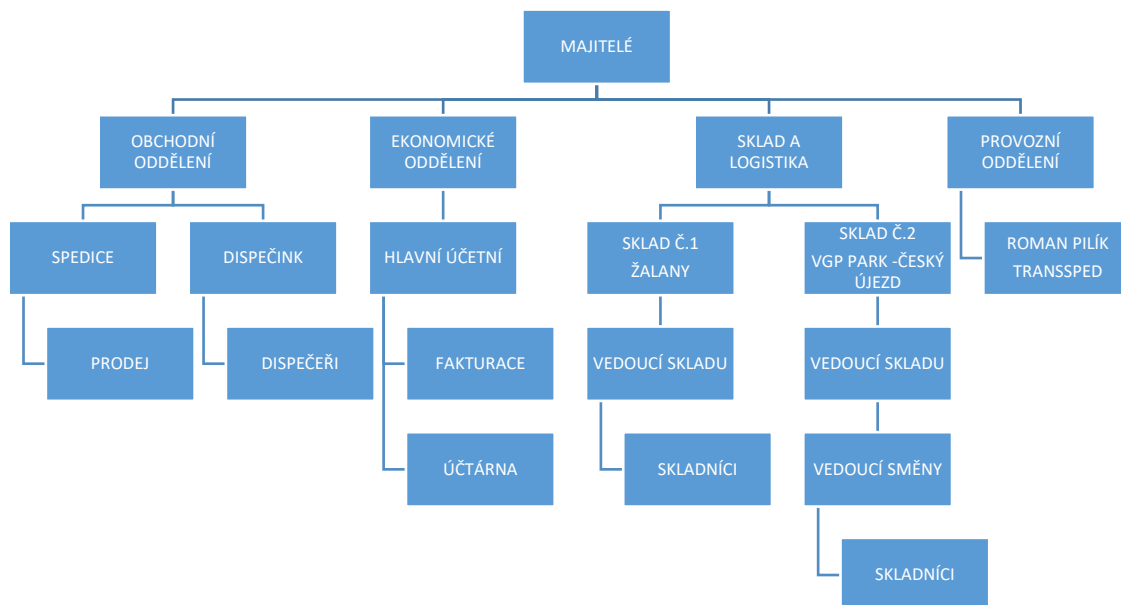 MAJITELÉ
OBCHODNÍ
ODDĚLENÍ
EKONOMICKÉ
ODDĚLENÍ
SKLAD A
LOGISTIKA
PROVOZNÍ
ODDĚLENÍ
SPEDICE
DISPEČINK
HLAVNÍ ÚČETNÍ
SKLAD Č.1
ŽALANY
SKLAD Č.2
VGP PARK -ČESKÝ
ÚJEZD
ROMAN PILÍK
TRANSSPED
PRODEJ
DISPEČEŘI
FAKTURACE
VEDOUCÍ SKLADU
VEDOUCÍ SKLADU
ÚČTÁRNA
SKLADNÍCI
VEDOUCÍ SMĚNY
SKLADNÍCI